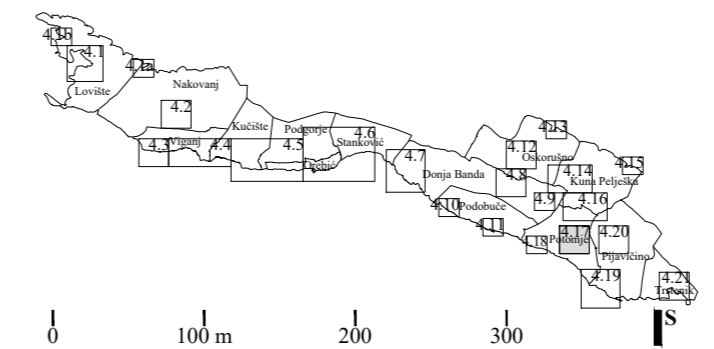 4.1b
4.1
4.1a
Lovište
Nakovanj
4.2
Kučište
Podgorje
4.6
4.3
Viganj
4.4
4.5
Stanković
Orebić
4.7
Donja Banda
4.13
4.12
Oskorušno
4.15
4.8
4.14
Kuna Pelješka
4.10
Podobuče
4.9
4.16
4.11
4.18
4.17
Potomje
4.20
Pijavičino
4.19
4.21
Trstenik
S
0
100 m
200
300